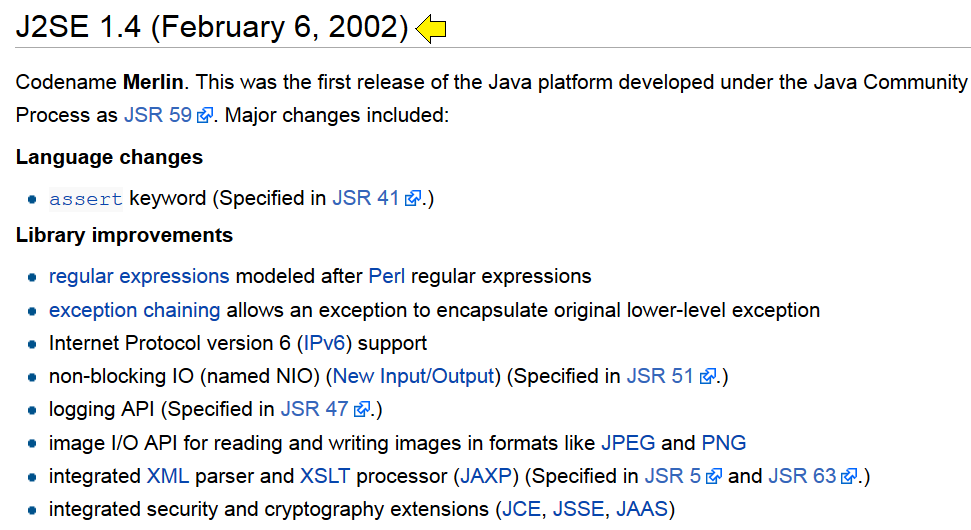 J2SE 1.4 (February 6, 2002)
Codename Merlin. This was the first release of the Java platform developed under the Java Community
Process as JSR 59. Major changes included:
Language changes
assert keyword (Specified in JSR 41.)
Library improvements
regular expressions modeled after Perl regular expressions
exception chaining allows an exception to encapsulate original lower-level exception
Internet Protocol version 6 (IPv6) support
non-blocking IO (named NIO) (New Input/Output) (Specified in JSR 51.)
logging API (Specified in JSR 47.)
image I/O API for reading and writing images in formats like JPEG and PNG
integrated XML parser and XSLT processor (JAXP) (Specified in JSR 5 and JSR 63.)
integrated security and cryptography extensions (JCE, JSSE, JAAS)